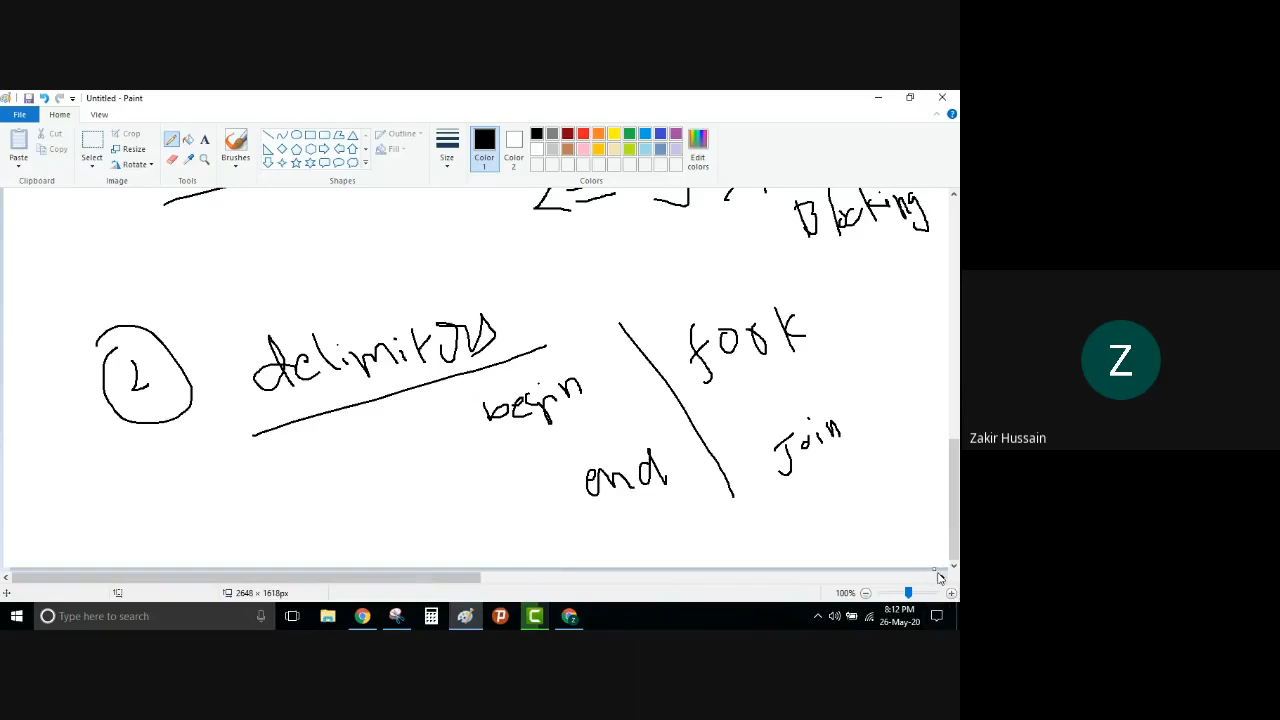 Untitled - Paint
File Home View
Paste
Cut
Copy
Clipboard
Select
Crop
Resize
Rotate
Image
Tools
Brushes
Shapes
Outline
Fill
Size
Color 1
Color 2
Edit colors
Colors
Blocking
2
delimitors
begin
end
fork
Join
Z
Zakir Hussain
2648 × 1618px
100%
Type here to search
8:12 PM
26-May-20